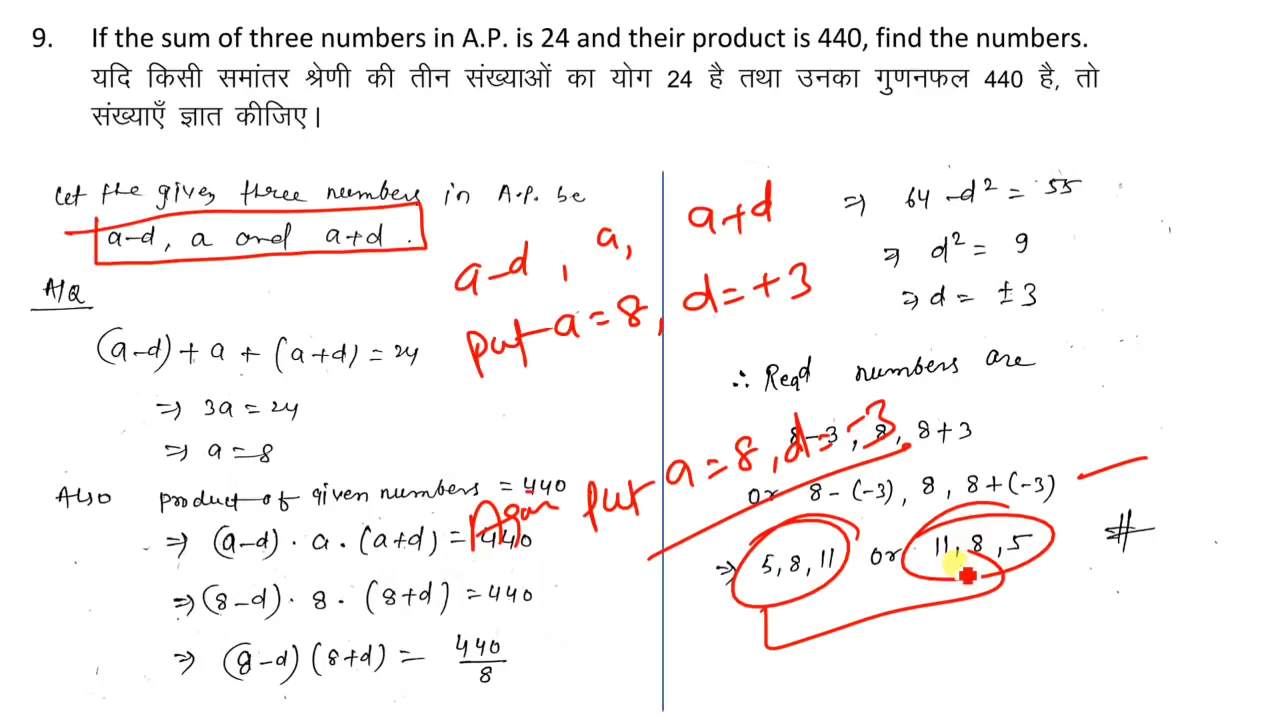 9. If the sum of three numbers in A.P. is 24 and their product is 440, find the numbers.
यदि किसी समांतर श्रेणी की तीन संख्याओं का योग 24 है तथा उनका गुणनफल 440 है, तो
संख्याएँ ज्ञात कीजिए।
Let the given three numbers in A.P. be
a-d, a and a+d.
A/Q
(a-d) + a + (a+d) = 24
⇒ 3a = 24
⇒ a = 8
Also product of given numbers = 440
⇒ (a-d) . a . (a+d) = 440
⇒ (8-d) . 8 . (8+d) = 440
⇒ (8-d) (8+d) = 440/8
a-d, a, a+d
put a = 8, d = +3
Again put a = 8, d = -3
⇒ 64 - d² = 55
⇒ d² = 9
⇒ d = ± 3
∴ Reqd numbers are
8-3, 8, 8+3
or 8-(-3), 8, 8+(-3)
⇒ 5, 8, 11 or 11, 8, 5 #